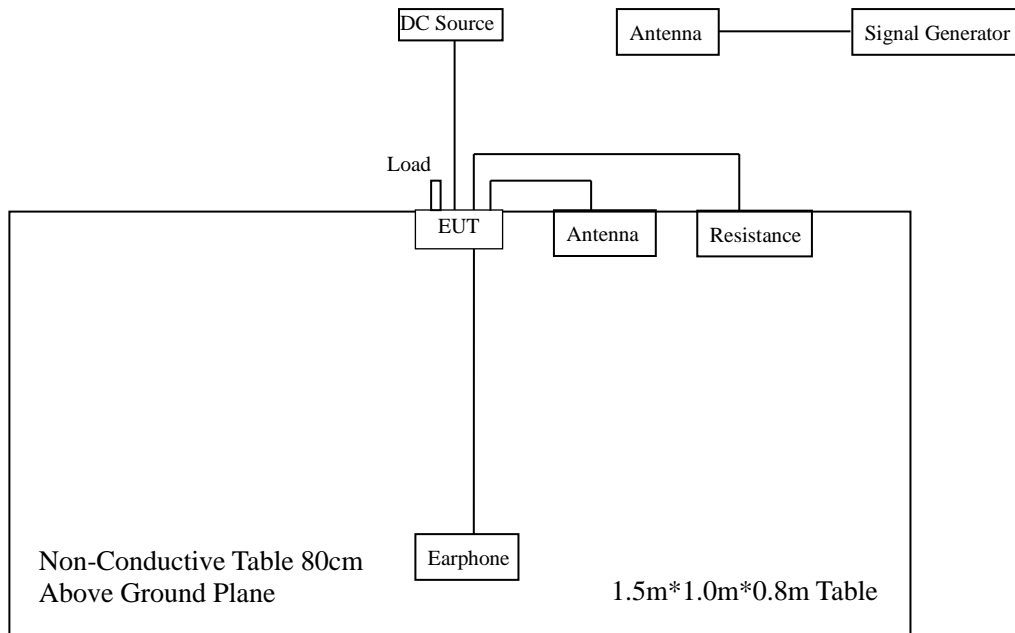 DC Source
Antenna
Signal Generator
Load
EUT
Antenna
Resistance
Earphone
Non-Conductive Table 80cm
Above Ground Plane
1.5m*1.0m*0.8m Table